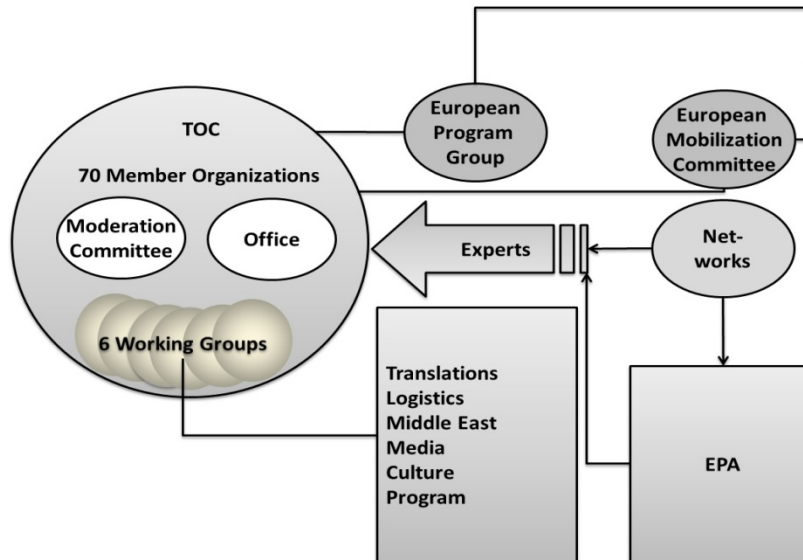 TOC
70 Member Organizations
Moderation
Committee
Office
6 Working Groups
European
Program
Group
European
Mobilization
Committee
Experts
Net-
works
Translations
Logistics
Middle East
Media
Culture
Program
EPA